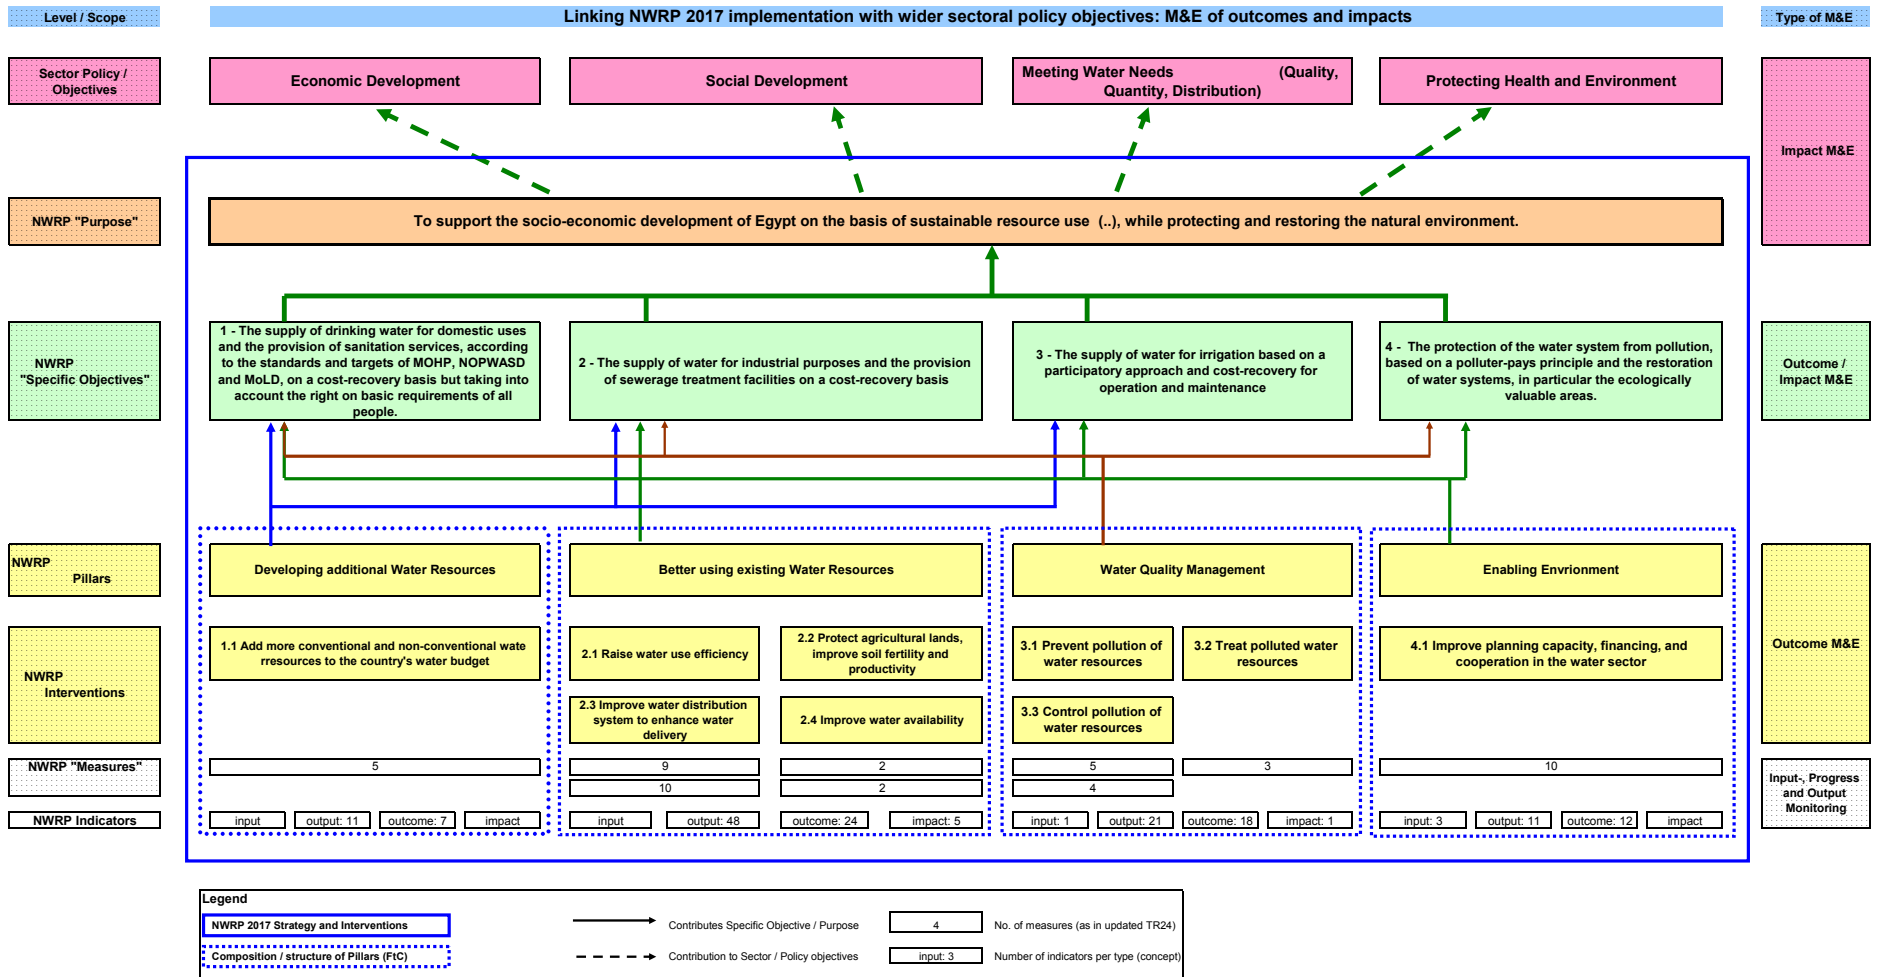 Level / Scope
Linking NWRP 2017 implementation with wider sectoral policy objectives: M&E of outcomes and impacts
Type of M&E
Sector Policy /
Objectives
Economic Development
Social Development
Meeting Water Needs (Quality,
Quantity, Distribution)
Protecting Health and Environment
Impact M&E
NWRP "Purpose"
To support the socio-economic development of Egypt on the basis of sustainable resource use (..), while protecting and restoring the natural environment.
NWRP
"Specific Objectives"
1 - The supply of drinking water for domestic uses
and the provision of sanitation services, according
to the standards and targets of MOHP, NOPWASD
and MoLD, on a cost-recovery basis but taking into
account the right on basic requirements of all
people.
2 - The supply of water for industrial purposes and the provision
of sewerage treatment facilities on a cost-recovery basis
3 - The supply of water for irrigation based on a
participatory approach and cost-recovery for
operation and maintenance
4 - The protection of the water system from pollution,
based on a polluter-pays principle and the restoration
of water systems, in particular the ecologically
valuable areas.
Outcome /
Impact M&E
NWRP
Pillars
Developing additional Water Resources
Better using existing Water Resources
Water Quality Management
Enabling Envrionment
Outcome M&E
NWRP
Interventions
1.1 Add more conventional and non-conventional wate
rresources to the country's water budget
2.1 Raise water use efficiency
2.2 Protect agricultural lands,
improve soil fertility and
productivity
3.1 Prevent pollution of
water resources
3.2 Treat polluted water
resources
4.1 Improve planning capacity, financing, and
cooperation in the water sector
2.3 Improve water distribution
system to enhance water
delivery
2.4 Improve water availability
3.3 Control pollution of
water resources
NWRP "Measures"
5
9
2
5
3
10
10
2
4
Input-, Progress
and Output
Monitoring
NWRP Indicators
input
output: 11
outcome: 7
impact
input
output: 48
outcome: 24
impact: 5
input: 1
output: 21
outcome: 18
impact: 1
input: 3
output: 11
outcome: 12
impact
Legend
NWRP 2017 Strategy and Interventions
Contributes Specific Objective / Purpose
4
No. of measures (as in updated TR24)
Composition / structure of Pillars (FtC)
Contribution to Sector / Policy objectives
input: 3
Number of indicators per type (concept)